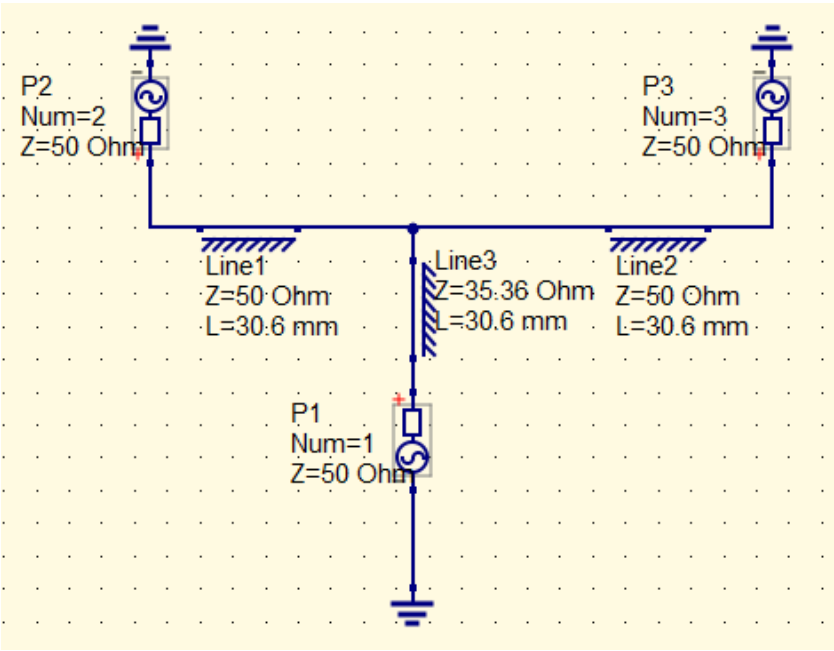 P2
Num=2
Z=50 Ohm
P3
Num=3
Z=50 Ohm
Line1
Z=50 Ohm
L=30.6 mm
Line3
Z=35.36 Ohm
L=30.6 mm
Line2
Z=50 Ohm
L=30.6 mm
P1
Num=1
Z=50 Ohm